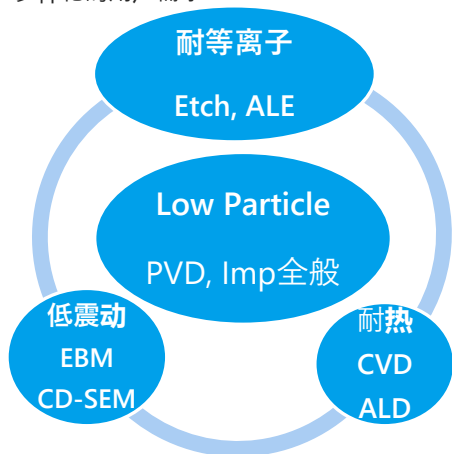 耐等离子
Etch, ALE
Low Particle
PVD, Imp全般
低震动
EBM
CD-SEM
耐热
CVD
ALD